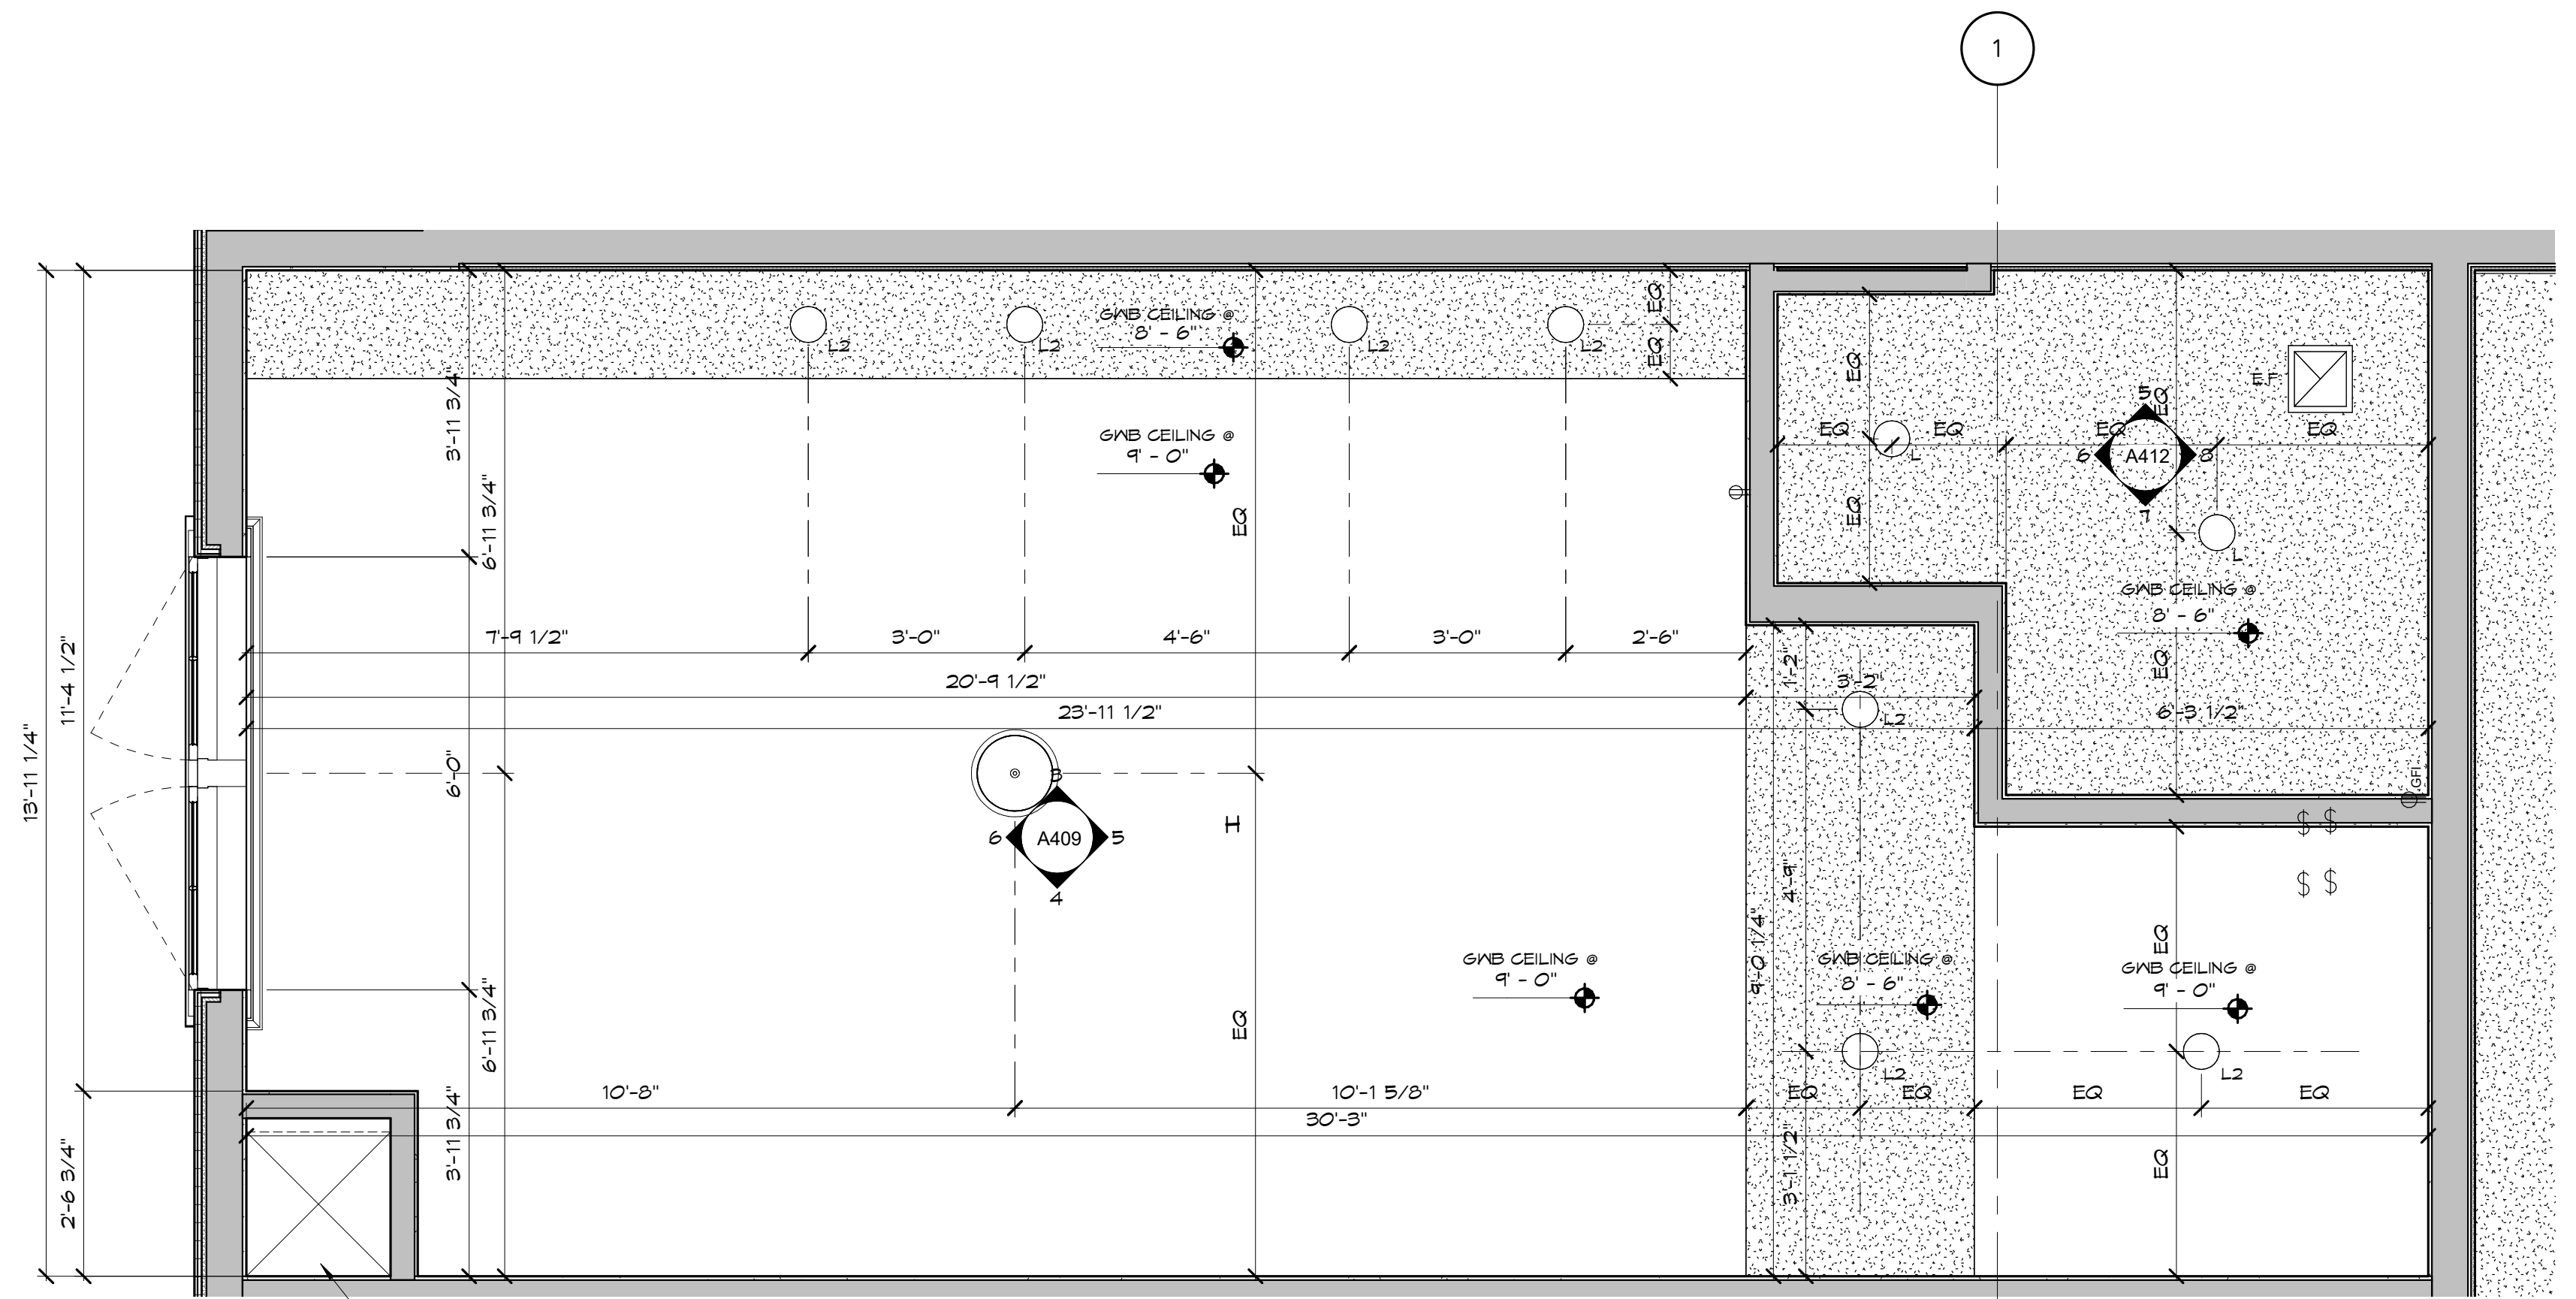 1
GWB CEILING @
8' - 6"
L2
L2
L2
L2
EQ
EQ
GWB CEILING @
9' - 0"
3'-11 3/4"
6'-11 3/4"
EQ
EQ
EQ
EQ
EQ
EQ
EQ
EQ
E.F
L
5
6
A412
8
7
L
GWB CEILING @
8' - 6"
EQ
7'-9 1/2"
3'-0"
4'-6"
3'-0"
2'-6"
20'-9 1/2"
3'-2"
23'-11 1/2"
6'-3 1/2"
1'-2"
L2
11'-4 1/2"
13'-11 1/4"
6'-0"
3
6
A409
5
4
H
GFI
$ $
$ $
4'-9"
9'-0 1/4"
EQ
GWB CEILING @
9' - 0"
GWB CEILING @
8' - 6"
GWB CEILING @
9' - 0"
EQ
6'-11 3/4"
L2
L2
10'-8"
10'-1 5/8"
EQ
EQ
EQ
EQ
30'-3"
3'-11 3/4"
2'-6 3/4"
3'-1 1/2"
EQ